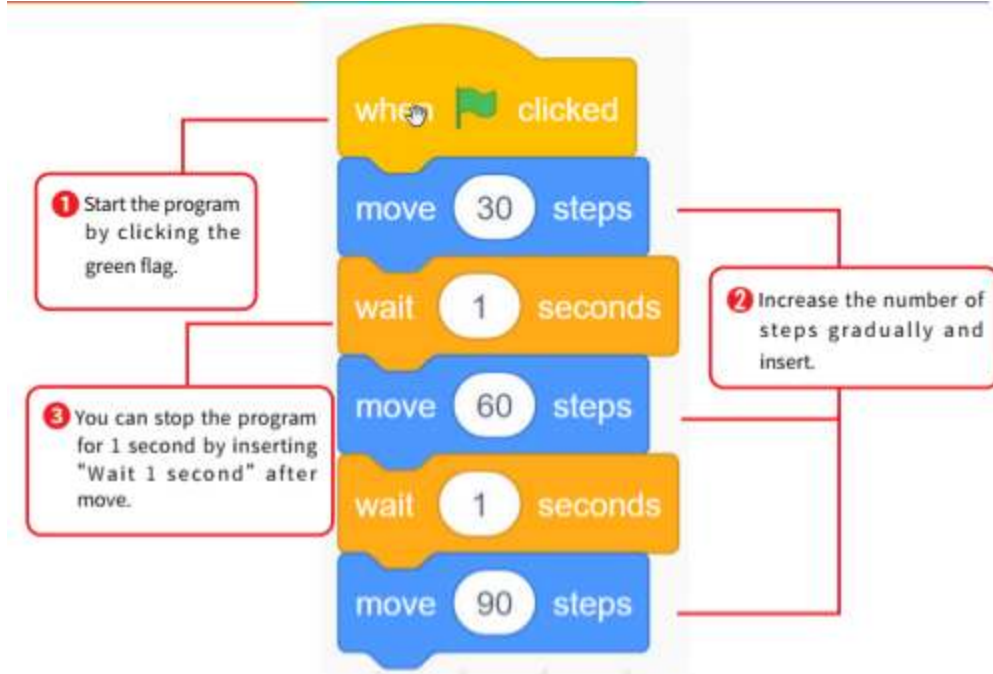 when clicked
move 30 steps
wait 1 seconds
move 60 steps
wait 1 seconds
move 90 steps
1 Start the program
by clicking the
green flag.
2 Increase the number of
steps gradually and
insert.
3 You can stop the program
for 1 second by inserting
"Wait 1 second" after
move.